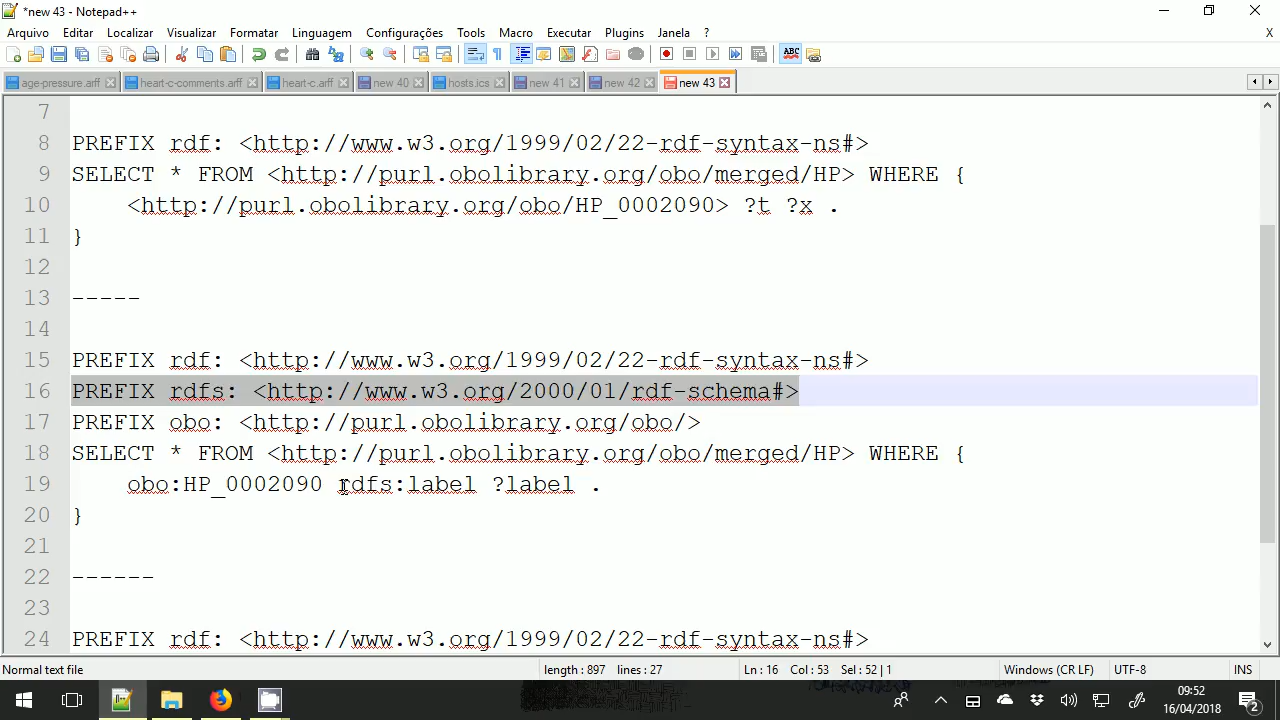 *new 43 - Notepad++
Arquivo Editar Localizar Visualizar Formatar Linguagem Configurações Tools Macro Executar Plugins Janela ? X
age-pressure.arff heart-c-comments.arff heart-c.arff new 40 hosts.ics new 41 new 42 new 43
7
8 PREFIX rdf: <http://www.w3.org/1999/02/22-rdf-syntax-ns#>
9 SELECT * FROM <http://purl.obolibrary.org/obo/merged/HP> WHERE {
10 <http://purl.obolibrary.org/obo/HP_0002090> ?t ?x .
11 }
12
13 -----
14
15 PREFIX rdf: <http://www.w3.org/1999/02/22-rdf-syntax-ns#>
16 PREFIX rdfs: <http://www.w3.org/2000/01/rdf-schema#>
17 PREFIX obo: <http://purl.obolibrary.org/obo/>
18 SELECT * FROM <http://purl.obolibrary.org/obo/merged/HP> WHERE {
19 obo:HP_0002090 rdfs:label ?label .
20 }
21
22 ------
23
24 PREFIX rdf: <http://www.w3.org/1999/02/22-rdf-syntax-ns#>
Normal text file length : 897 lines : 27 Ln : 16 Col : 53 Sel : 52 | 1 Windows (CR LF) UTF-8 INS
09:52
16/04/2018 2